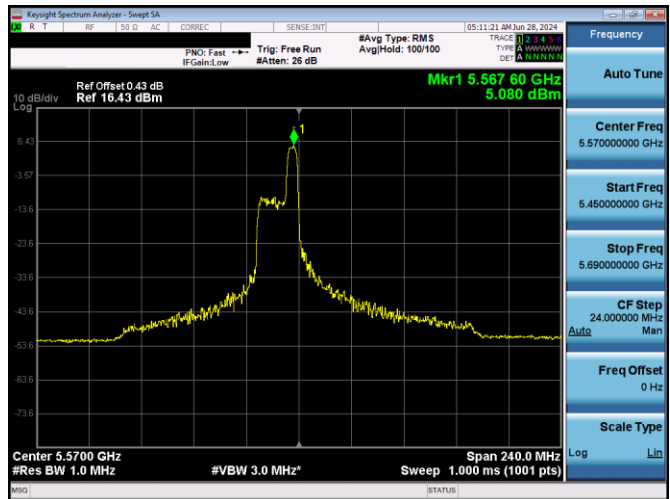 Keysight Spectrum Analyzer - Swept SA
R T RF 50 Ω AC CORREC SENSE:INT 05:11:21 AM Jun 28, 2024
PNO: Fast Trig: Free Run #Avg Type: RMS TRACE 1 2 3 4 5 6
IFGain:Low #Atten: 26 dB Avg|Hold: 100/100 TYPE A WWWWW
DET A N N N N N
Frequency
Auto Tune
Ref Offset 0.43 dB Mkr1 5.567 60 GHz
10 dB/div Ref 16.43 dBm 5.080 dBm
Log
1
6.43
-3.57
-13.6
-23.6
-33.6
-43.6
-53.6
-63.6
-73.6
Center Freq
5.570000000 GHz
Start Freq
5.450000000 GHz
Stop Freq
5.690000000 GHz
CF Step
24.000000 MHz
Auto Man
Freq Offset
0 Hz
Scale Type
Log Lin
Center 5.5700 GHz Span 240.0 MHz
#Res BW 1.0 MHz #VBW 3.0 MHz* Sweep 1.000 ms (1001 pts)
MSG STATUS